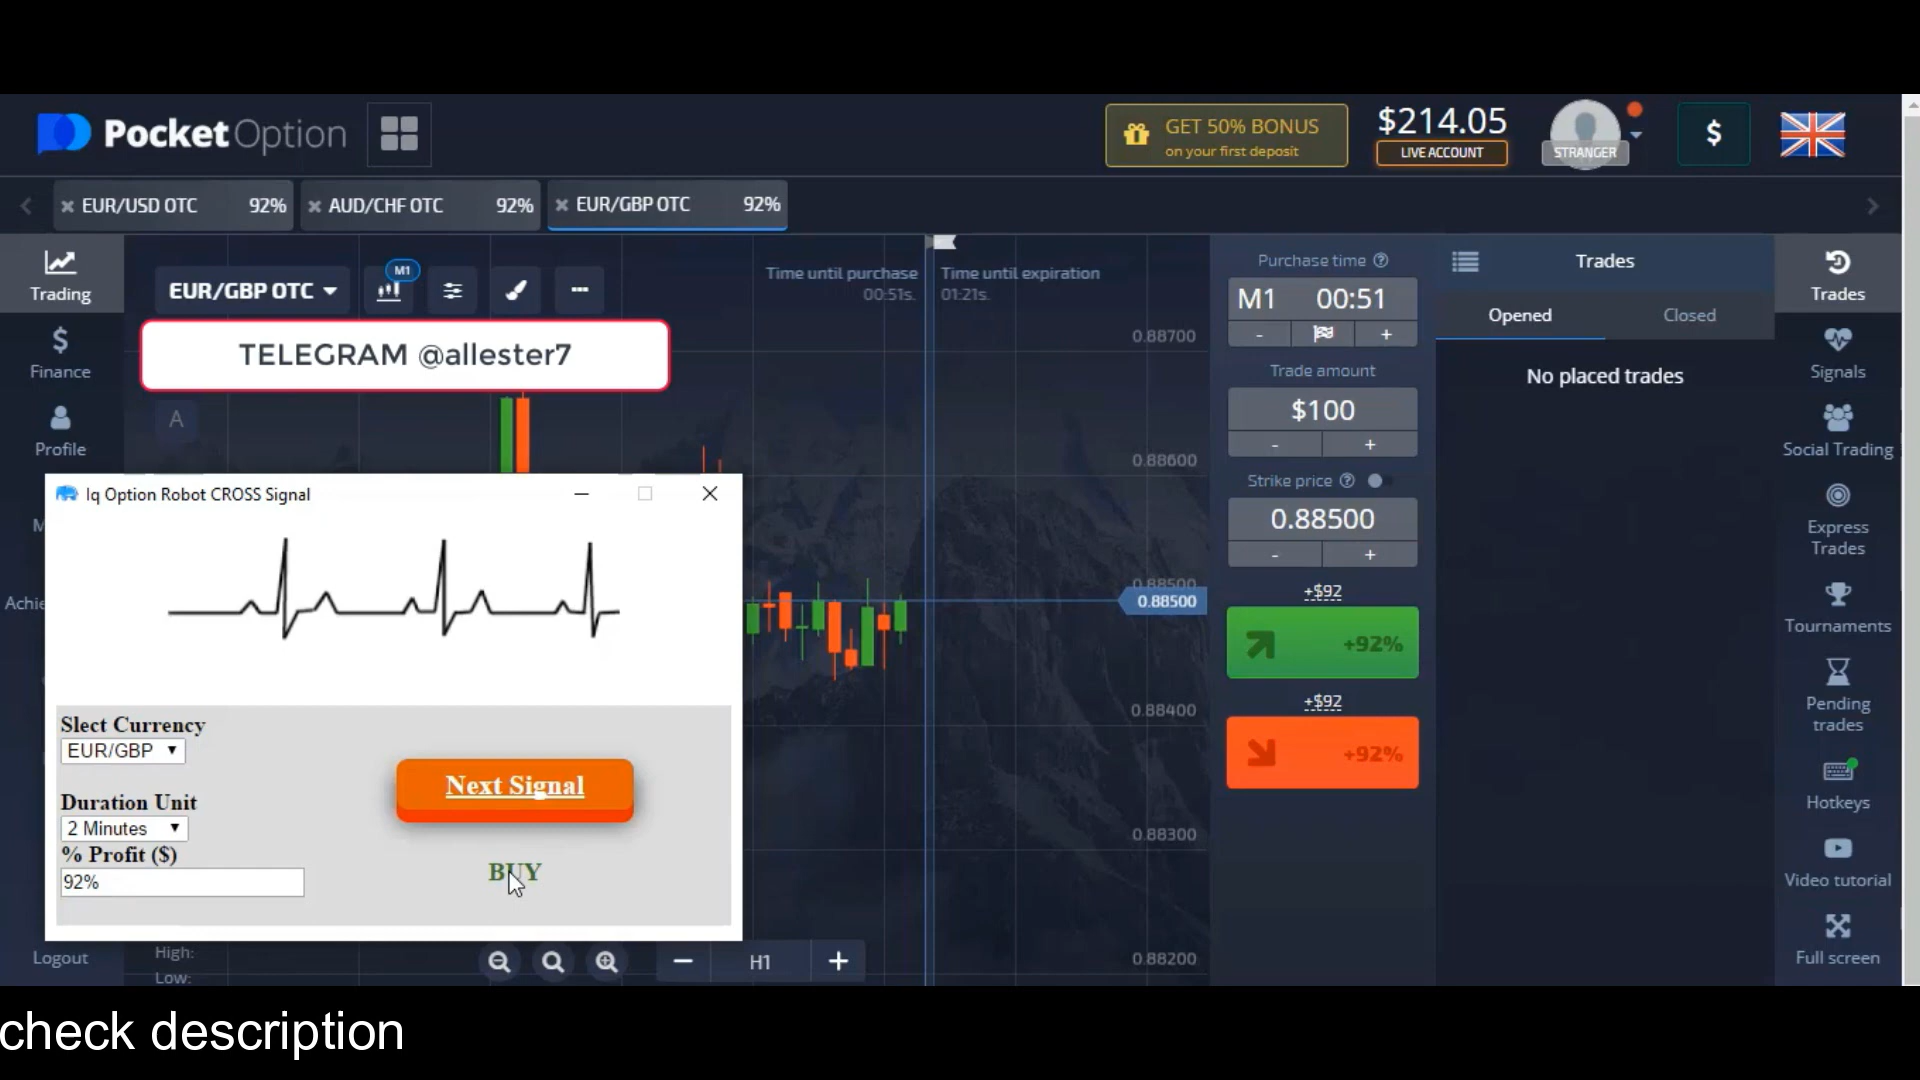 PocketOption
GET 50% BONUS
on your first deposit
$214.05
LIVE ACCOUNT
STRANGER
$
EUR/USD OTC 92%
AUD/CHF OTC 92%
EUR/GBP OTC 92%
Trading
Finance
Profile
M
Achie
Logout
EUR/GBP OTC
M1
Time until purchase
00:51s.
Time until expiration
01:21s.
TELEGRAM @allester7
A
Iq Option Robot CROSS Signal
Slect Currency
EUR/GBP
Duration Unit
2 Minutes
% Profit ($)
92%
Next Signal
BUY
High:
Low:
H1
0.88700
0.88600
0.88500
0.88500
0.88400
0.88300
0.88200
Purchase time
M1 00:51
- +
Trade amount
$100
- +
Strike price
0.88500
- +
+$92
+92%
+$92
+92%
Trades
Opened Closed
No placed trades
Trades
Signals
Social Trading
Express
Trades
Tournaments
Pending
trades
Hotkeys
Video tutorial
Full screen
check description